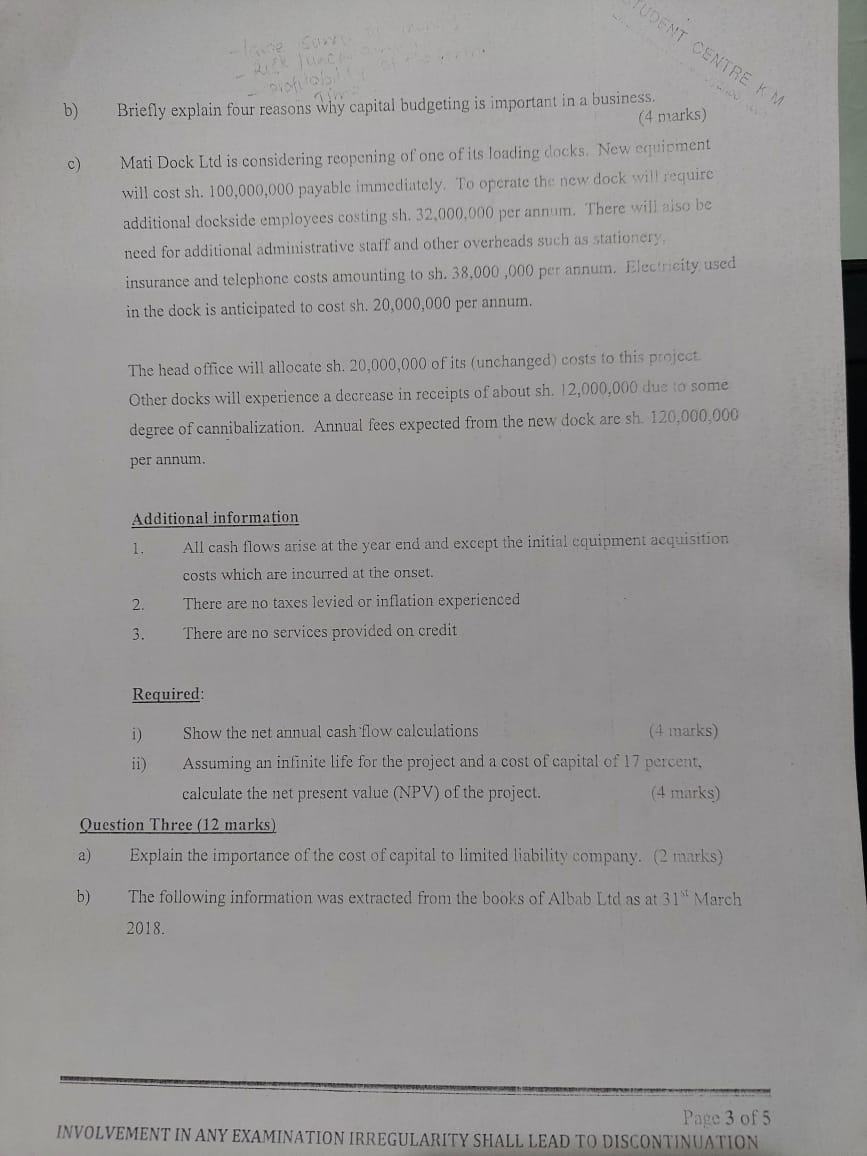 STUDENT CENTRE K M
b) Briefly explain four reasons why capital budgeting is important in a business.
(4 marks)
c) Mati Dock Ltd is considering reopening of one of its loading docks. New equipment
will cost sh. 100,000,000 payable immediately. To operate the new dock will require
additional dockside employees costing sh. 32,000,000 per annum. There will also be
need for additional administrative staff and other overheads such as stationery,
insurance and telephone costs amounting to sh. 38,000 ,000 per annum. Electricity used
in the dock is anticipated to cost sh. 20,000,000 per annum.
The head office will allocate sh. 20,000,000 of its (unchanged) costs to this project.
Other docks will experience a decrease in receipts of about sh. 12,000,000 due to some
degree of cannibalization. Annual fees expected from the new dock are sh. 120,000,000
per annum.
Additional information
1. All cash flows arise at the year end and except the initial equipment acquisition
costs which are incurred at the onset.
2. There are no taxes levied or inflation experienced
3. There are no services provided on credit
Required:
i) Show the net annual cash flow calculations (4 marks)
ii) Assuming an infinite life for the project and a cost of capital of 17 percent,
calculate the net present value (NPV) of the project. (4 marks)
Question Three (12 marks)
a) Explain the importance of the cost of capital to limited liability company. (2 marks)
b) The following information was extracted from the books of Albab Ltd as at 31st March
2018.
Page 3 of 5
INVOLVEMENT IN ANY EXAMINATION IRREGULARITY SHALL LEAD TO DISCONTINUATION